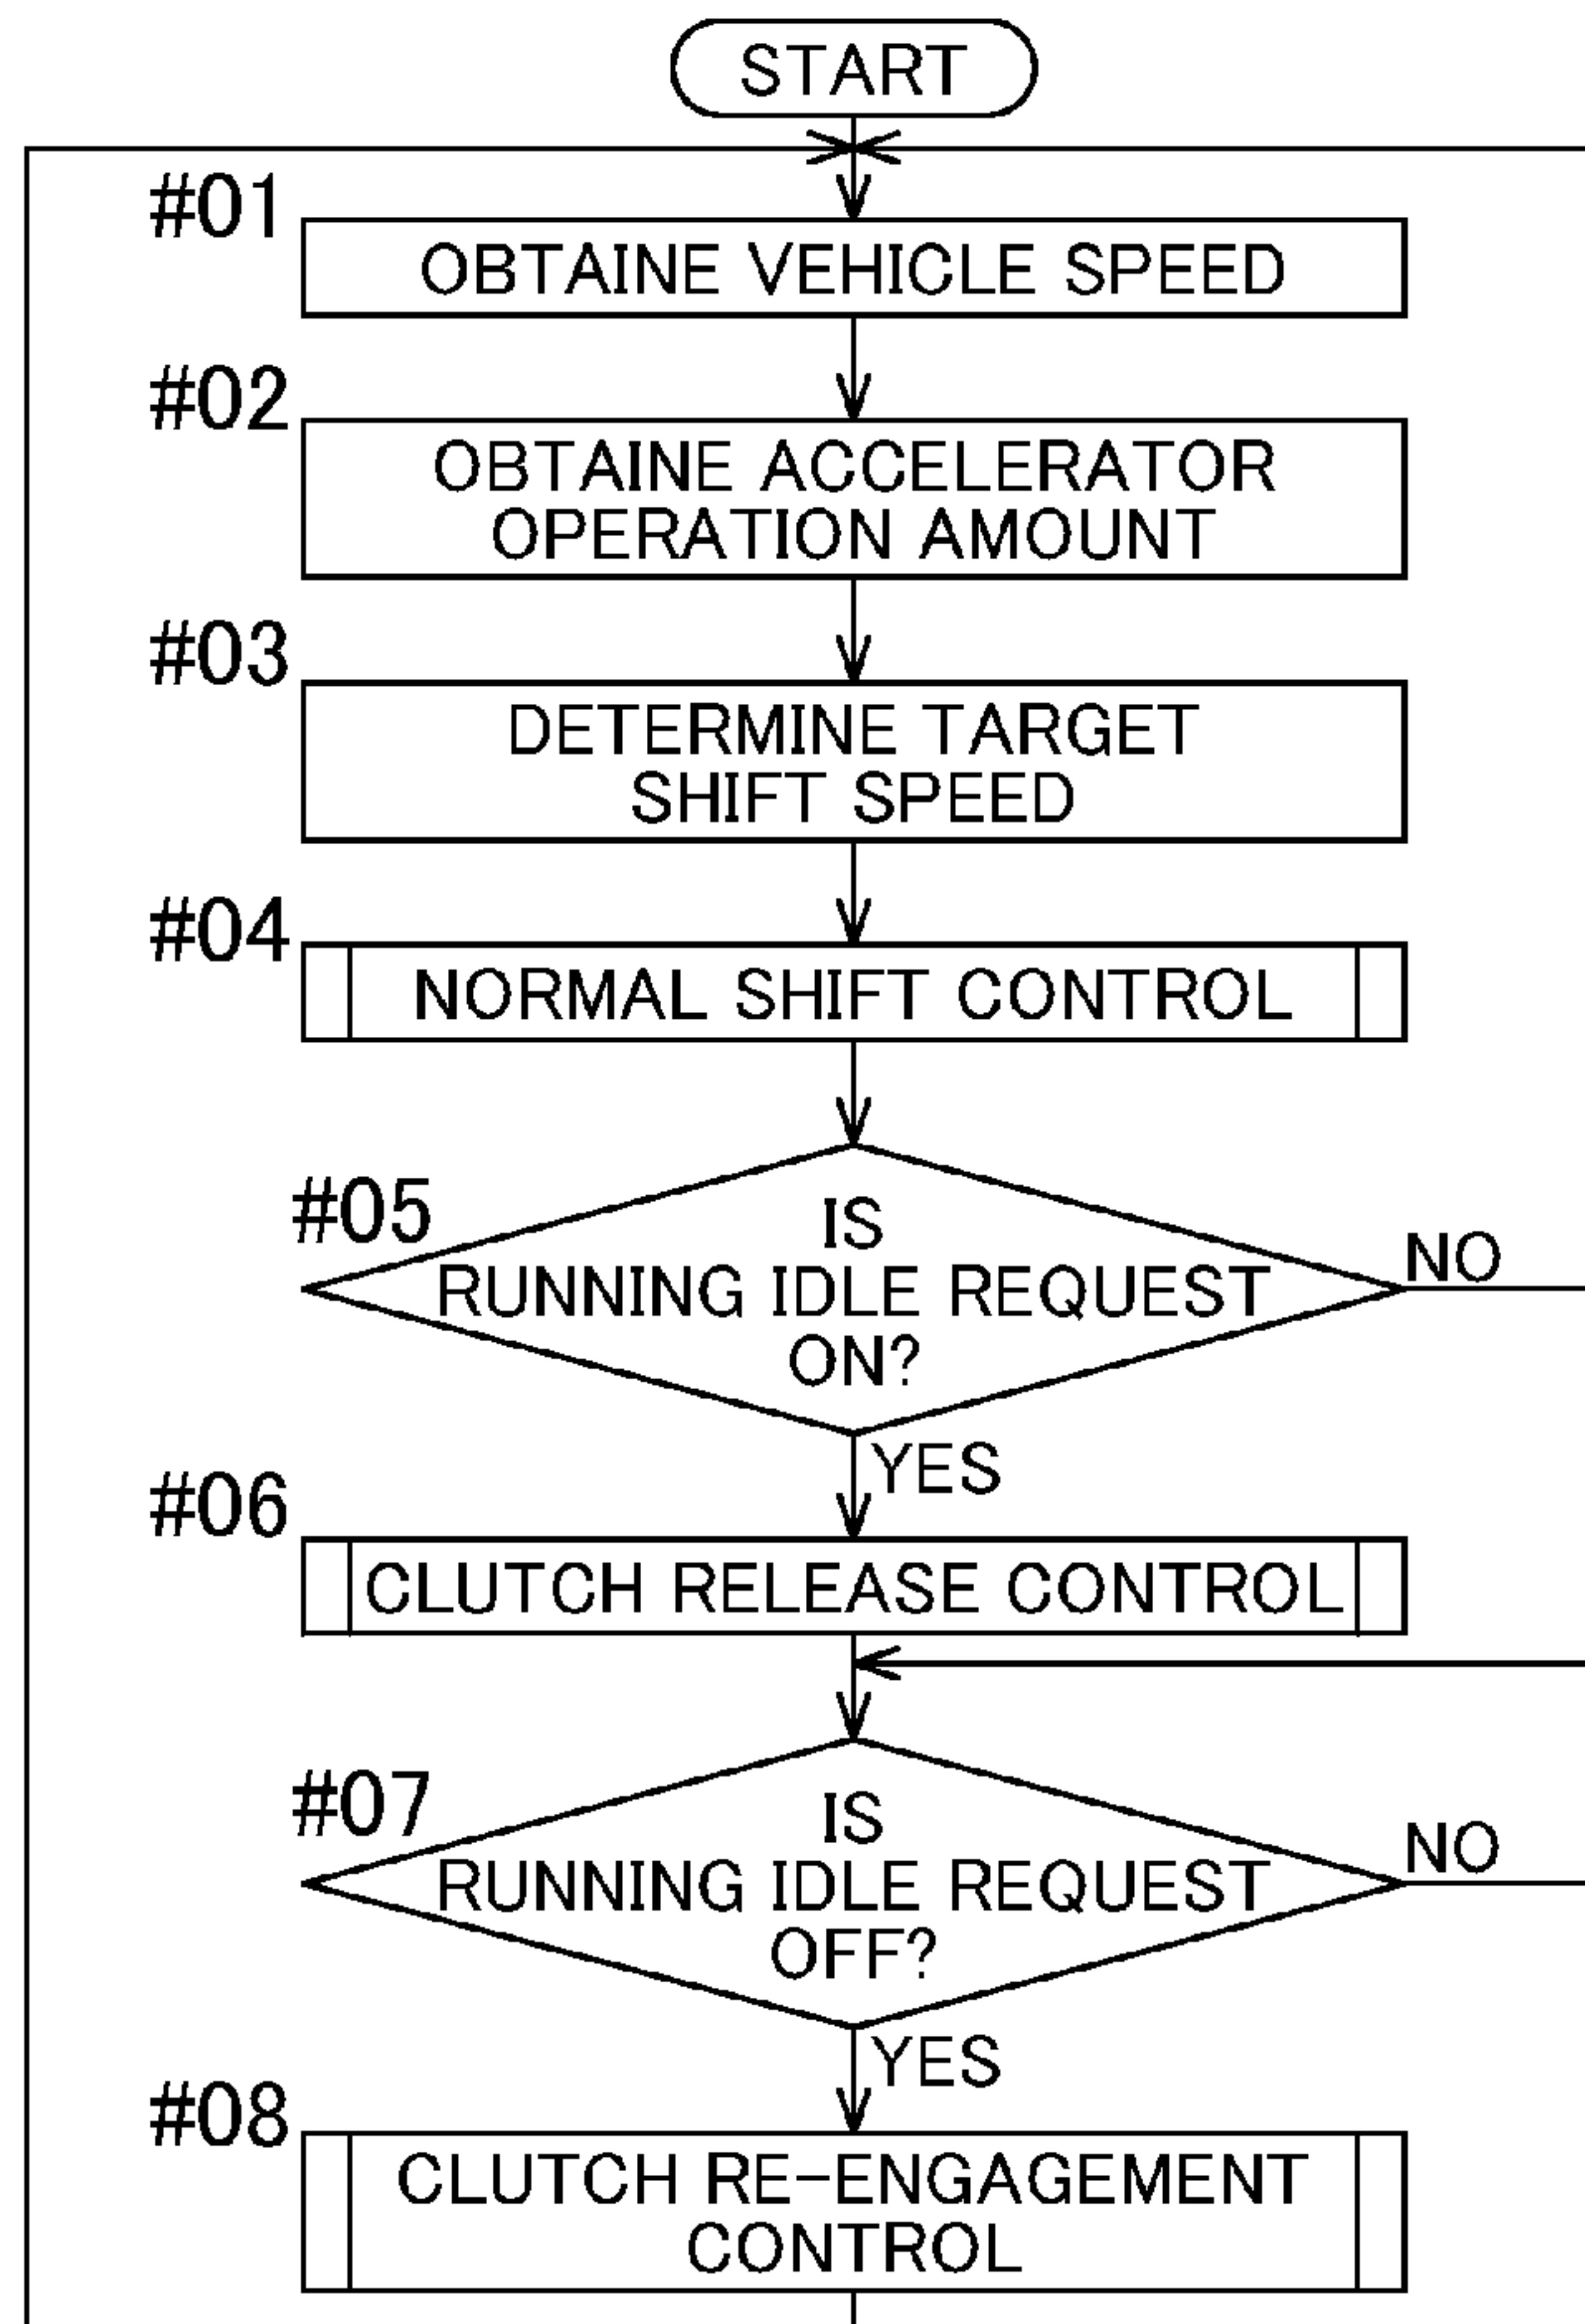 START
#01
OBTAINE VEHICLE SPEED
#02
OBTAINE ACCELERATOR
OPERATION AMOUNT
#03
DETERMINE TARGET
SHIFT SPEED
#04
NORMAL SHIFT CONTROL
#05
IS
RUNNING IDLE REQUEST
ON?
NO
YES
#06
CLUTCH RELEASE CONTROL
#07
IS
RUNNING IDLE REQUEST
OFF?
NO
YES
#08
CLUTCH RE-ENGAGEMENT
CONTROL